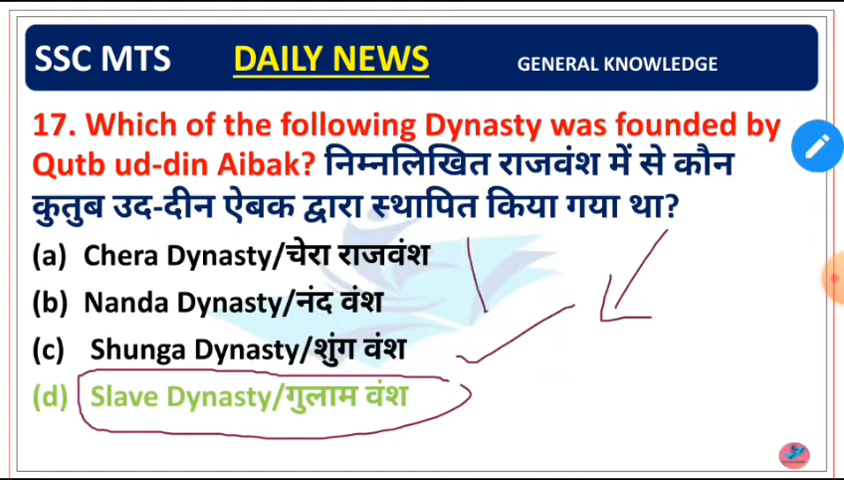 SSC MTS DAILY NEWS GENERAL KNOWLEDGE
17. Which of the following Dynasty was founded by
Qutb ud-din Aibak? निम्नलिखित राजवंश में से कौन
कुतुब उद-दीन ऐबक द्वारा स्थापित किया गया था?
(a) Chera Dynasty/चेरा राजवंश
(b) Nanda Dynasty/नंद वंश
(c) Shunga Dynasty/शुंग वंश
(d) Slave Dynasty/गुलाम वंश